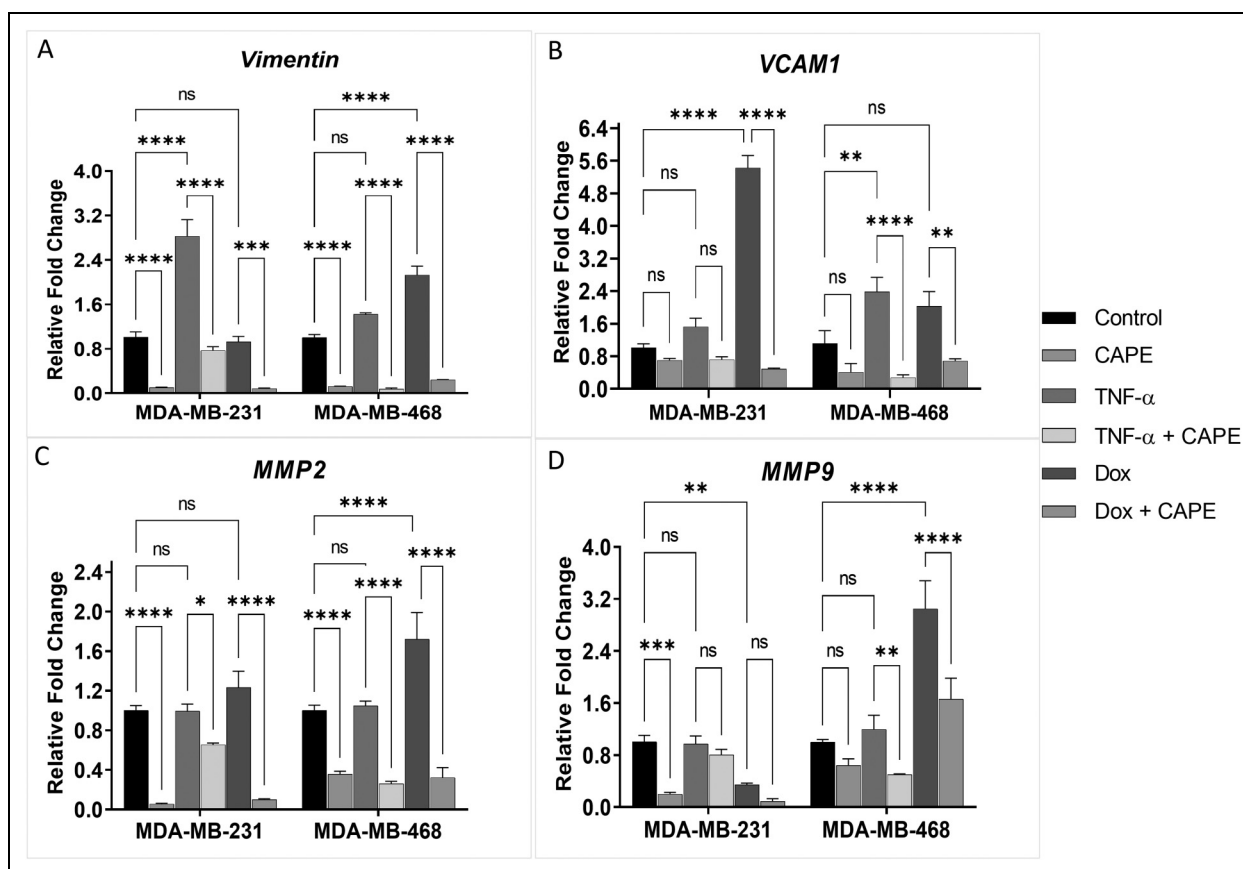 A
Vimentin
ns
****
****
ns
****
****
****
****
***
****
Relative Fold Change
4.0
3.2
2.4
1.6
0.8
0.0
MDA-MB-231
MDA-MB-468
B
VCAM1
****
****
ns
ns
**
ns
ns
****
**
ns
Relative Fold Change
6.4
5.6
4.8
4.0
3.2
2.4
1.6
0.8
0.0
MDA-MB-231
MDA-MB-468
Control
CAPE
TNF-α
TNF-α + CAPE
Dox
Dox + CAPE
C
MMP2
ns
****
ns
ns
****
****
*
****
****
****
Relative Fold Change
2.4
2.0
1.6
1.2
0.8
0.4
0.0
MDA-MB-231
MDA-MB-468
D
MMP9
**
****
ns
****
ns
***
ns
ns
ns
**
Relative Fold Change
4.0
3.2
2.4
1.6
0.8
0.0
MDA-MB-231
MDA-MB-468